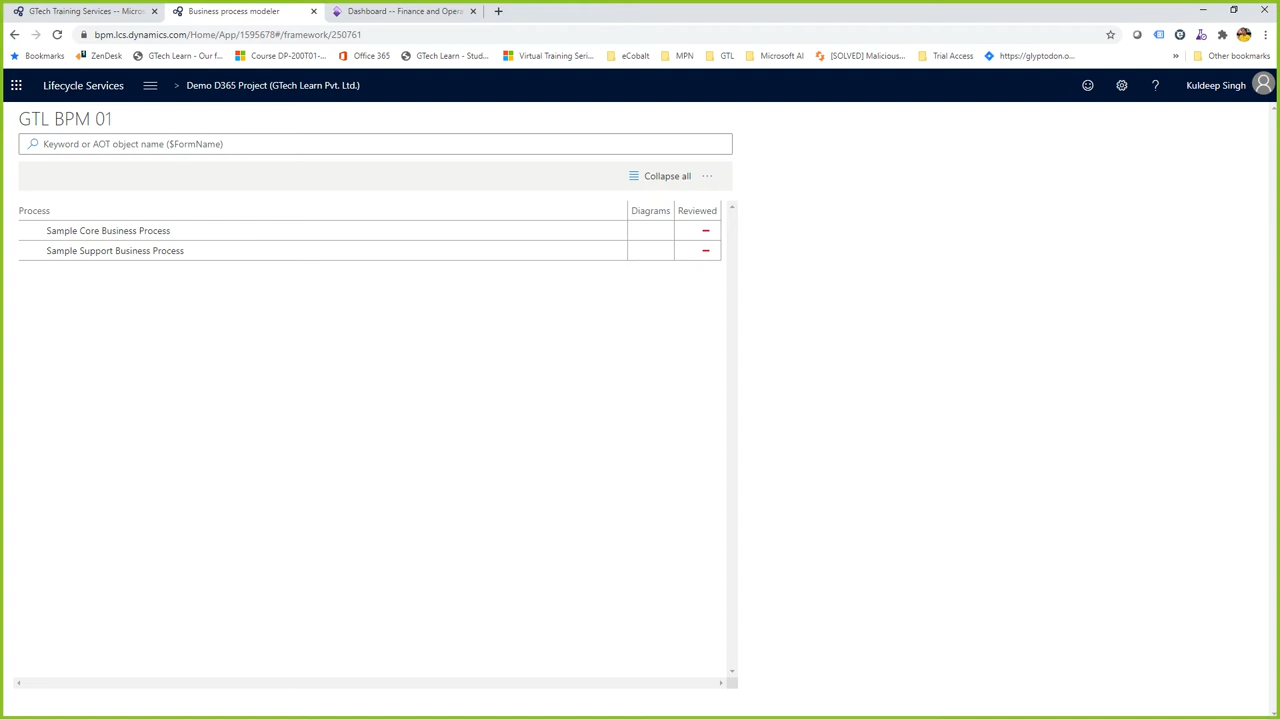 GTech Training Services -- Micros
Business process modeler
Dashboard -- Finance and Opera
bpm.lcs.dynamics.com/Home/App/1595678#/framework/250761
Bookmarks
ZenDesk
GTech Learn - Our f...
Course DP-200T01-...
Office 365
GTech Learn - Stud...
Virtual Training Seri...
eCobalt
MPN
GTL
Microsoft AI
[SOLVED] Malicious...
Trial Access
https://glyptodon.o...
»
Other bookmarks
Lifecycle Services
> Demo D365 Project (GTech Learn Pvt. Ltd.)
?
Kuldeep Singh
GTL BPM 01
Keyword or AOT object name ($FormName)
Collapse all
...
Process Diagrams Reviewed
Sample Core Business Process
Sample Support Business Process